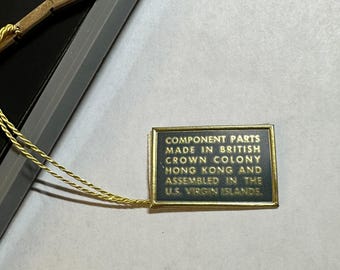 COMPONENT PARTS
MADE IN BRITISH
CROWN COLONY
HONG KONG AND
ASSEMBLED IN THE
U.S. VIRGIN ISLANDS.